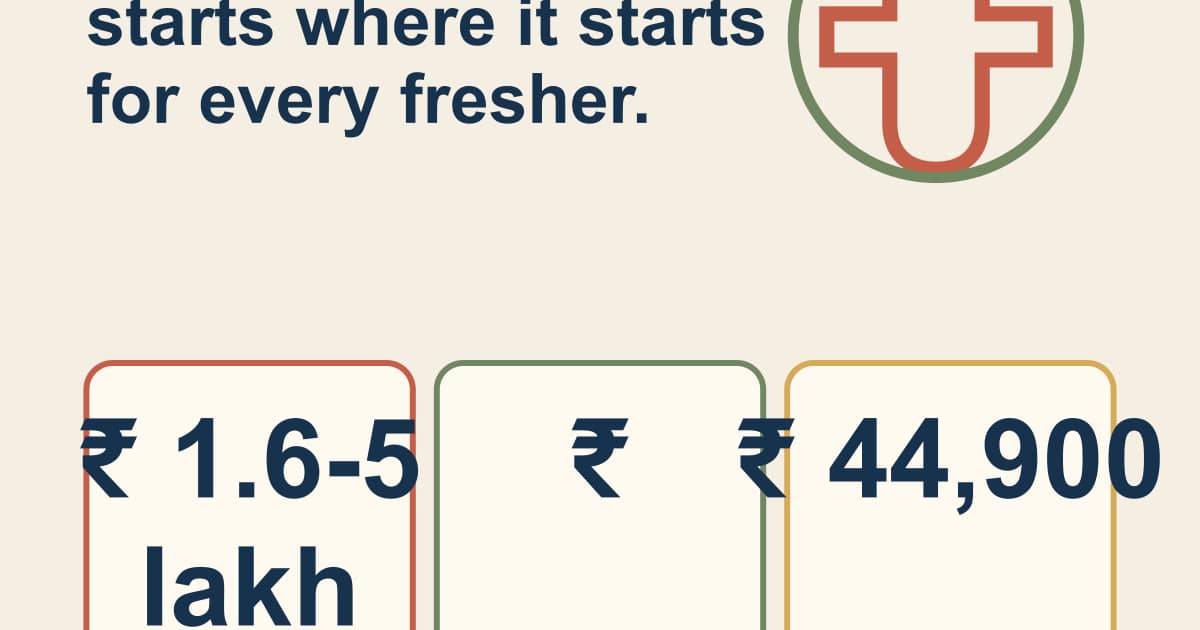 starts where it starts
for every fresher.
₹ 1.6-5
lakh
₹
₹ 44,900